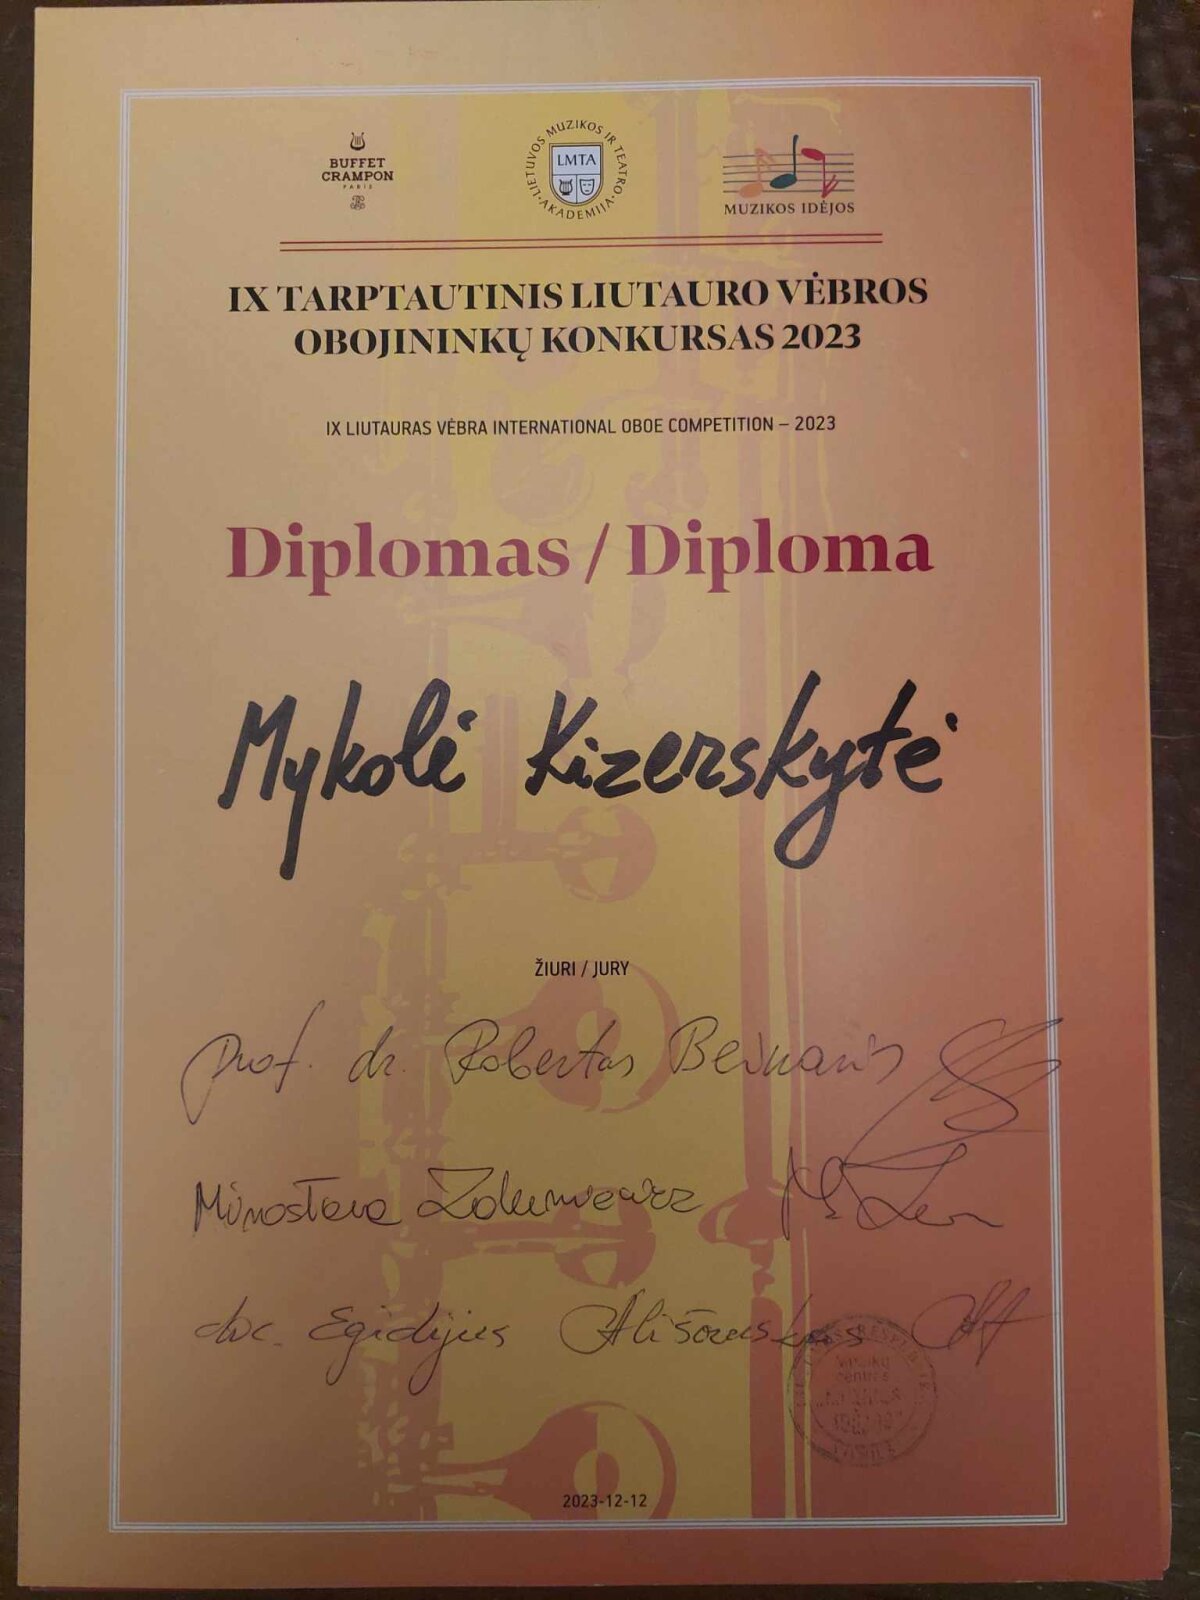 BUFFET
CRAMPON
PARIS
LIETUVOS MUZIKOS IR TEATRO AKADEMIJA
LMTA
MUZIKOS IDĖJOS
IX TARPTAUTINIS LIUTAURO VĖBROS
OBOJININKŲ KONKURSAS 2023
IX LIUTAURAS VĖBRA INTERNATIONAL OBOE COMPETITION – 2023
Diplomas / Diploma
Mykolė Kizerskytė
ŽIURI / JURY
Prof. dr. Robertas Beinaris
doc. Egidijus Ališauskas
2023-12-12